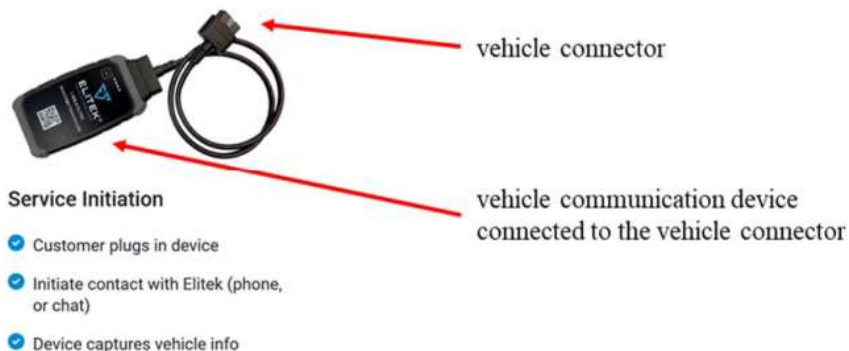 vehicle connector
ELITEK
vehicle communication device
connected to the vehicle connector
Service Initiation
Customer plugs in device
Initiate contact with Elitek (phone,
or chat)
Device captures vehicle info